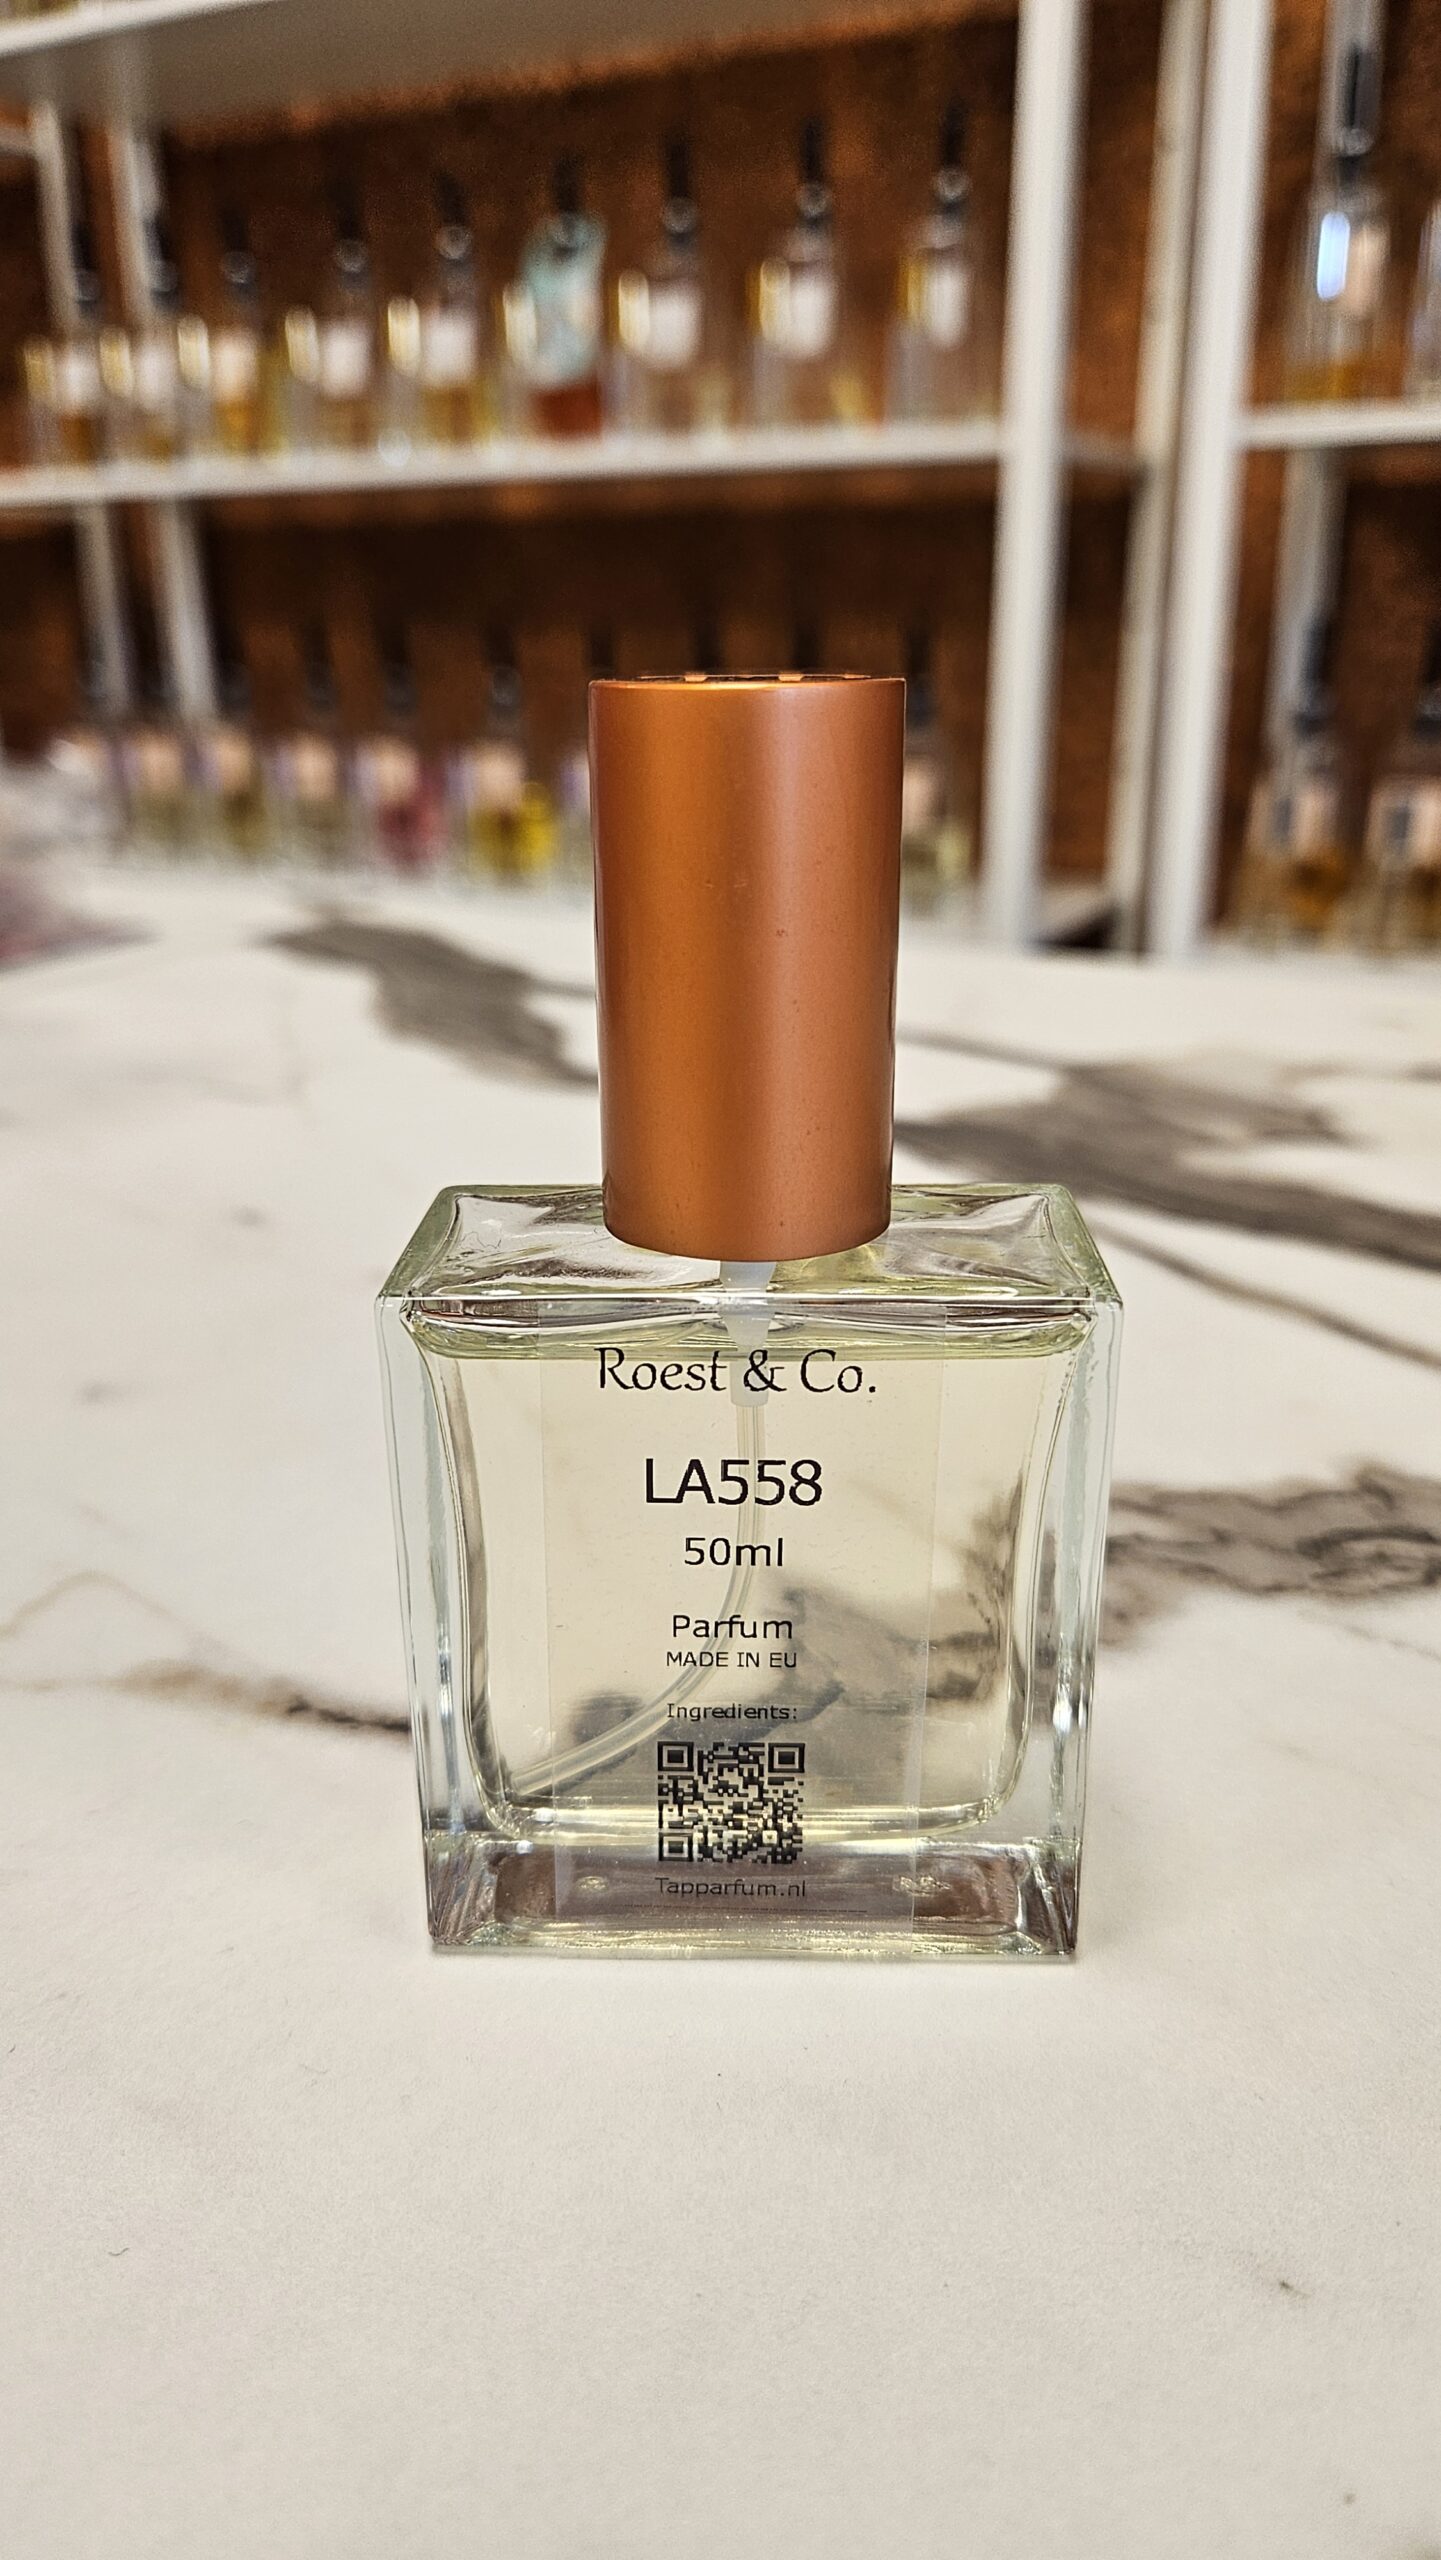 Roest & Co.
LA558
50ml
Parfum
MADE IN EU
Ingredients:
Tapparfum.nl